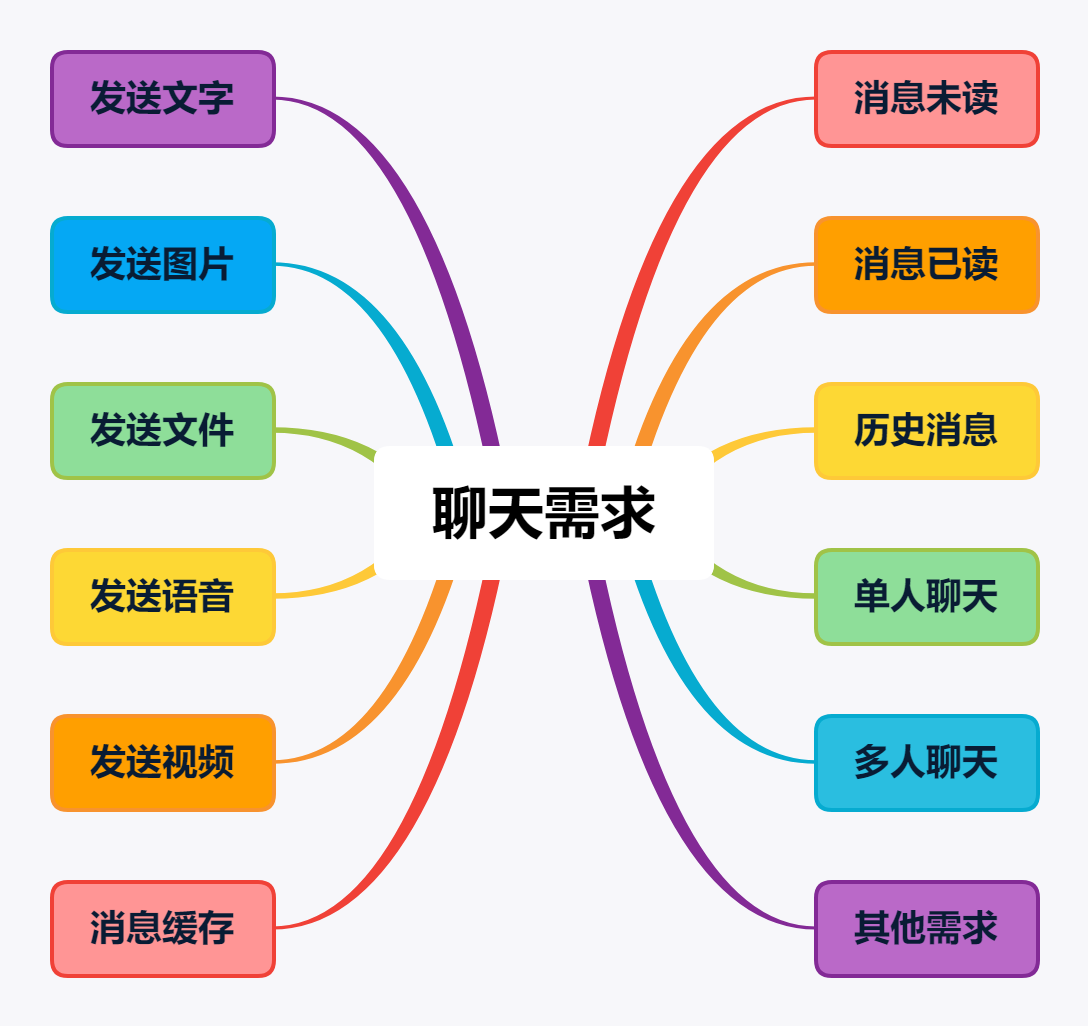 发送文字
发送图片
发送文件
发送语音
发送视频
消息缓存
聊天需求
消息未读
消息已读
历史消息
单人聊天
多人聊天
其他需求